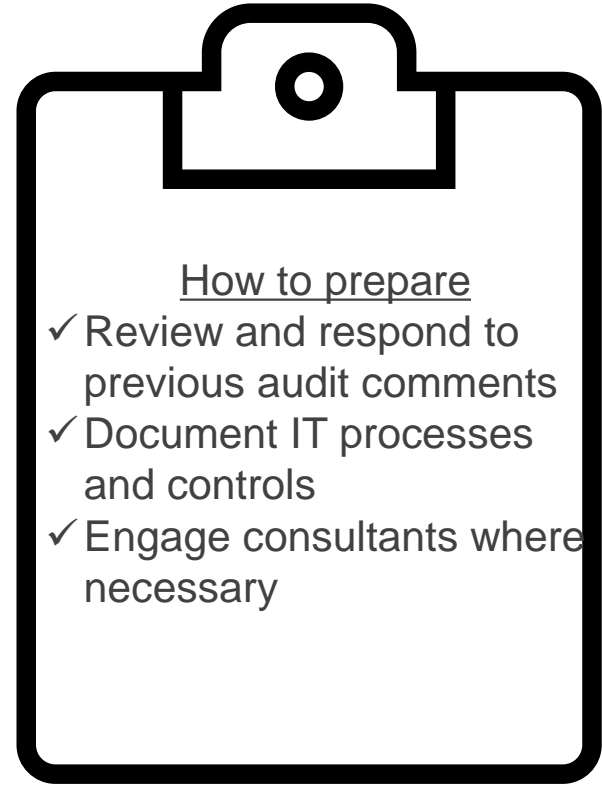 How to prepare
✓ Review and respond to
previous audit comments
✓ Document IT processes
and controls
✓ Engage consultants where
necessary